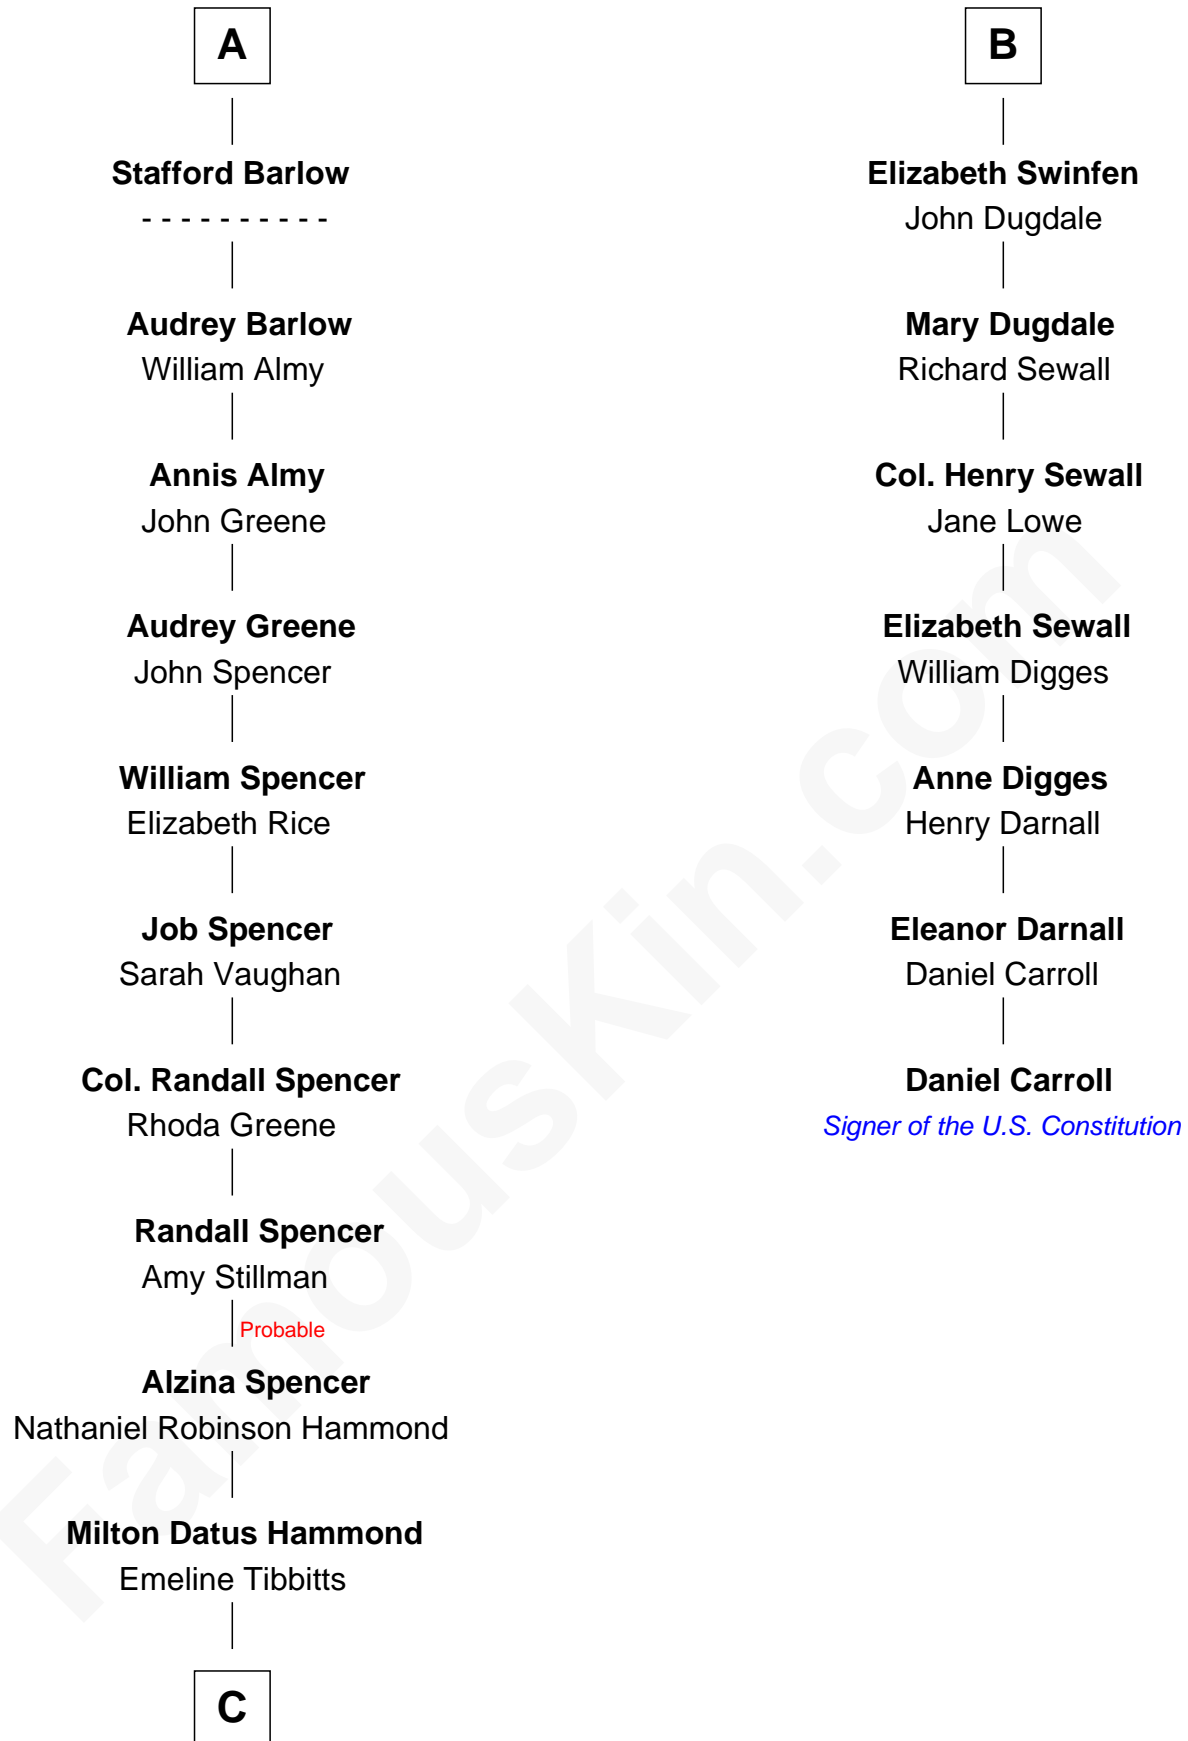 A
Stafford Barlow
- - - - - - - - - -
Audrey Barlow
William Almy
Annis Almy
John Greene
Audrey Greene
John Spencer
William Spencer
Elizabeth Rice
Job Spencer
Sarah Vaughan
Col. Randall Spencer
Rhoda Greene
Randall Spencer
Amy Stillman
Probable
Alzina Spencer
Nathaniel Robinson Hammond
Milton Datus Hammond
Emeline Tibbitts
C
B
Elizabeth Swinfen
John Dugdale
Mary Dugdale
Richard Sewall
Col. Henry Sewall
Jane Lowe
Elizabeth Sewall
William Digges
Anne Digges
Henry Darnall
Eleanor Darnall
Daniel Carroll
Daniel Carroll
Signer of the U.S. Constitution
FamousKin.com